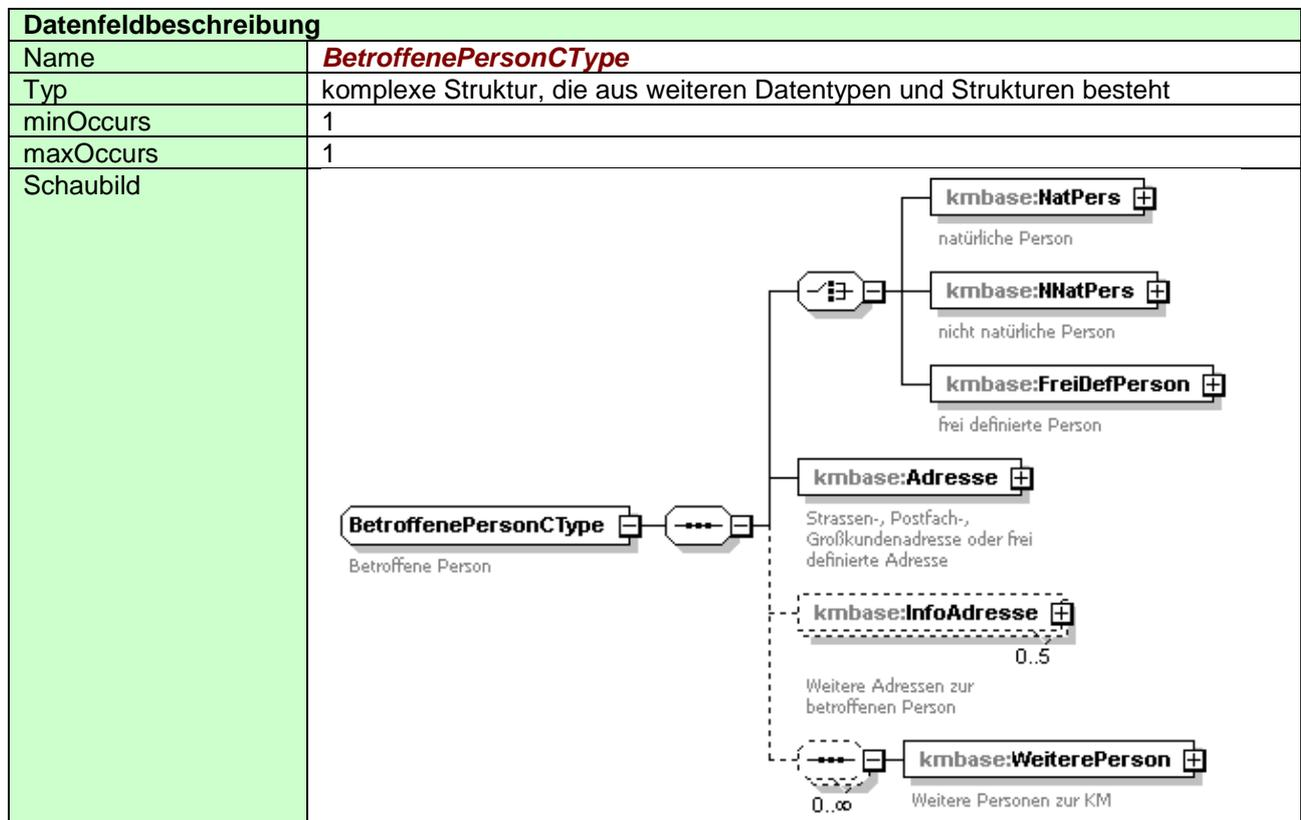 Datenfeldbeschreibung
Name BetroffenePersonCType
Typ komplexe Struktur, die aus weiteren Datentypen und Strukturen besteht
minOccurs 1
maxOccurs 1
Schaubild
kmbase:NatPers
natürliche Person
kmbase:NNatPers
nicht natürliche Person
kmbase:FreiDefPerson
frei definierte Person
kmbase:Adresse
Strassen-, Postfach-,
Großkundenadresse oder frei
definierte Adresse
BetroffenePersonCType
Betroffene Person
kmbase:InfoAdresse
0..5
Weitere Adressen zur
betroffenen Person
kmbase:WeiterePerson
0..∞
Weitere Personen zur KM